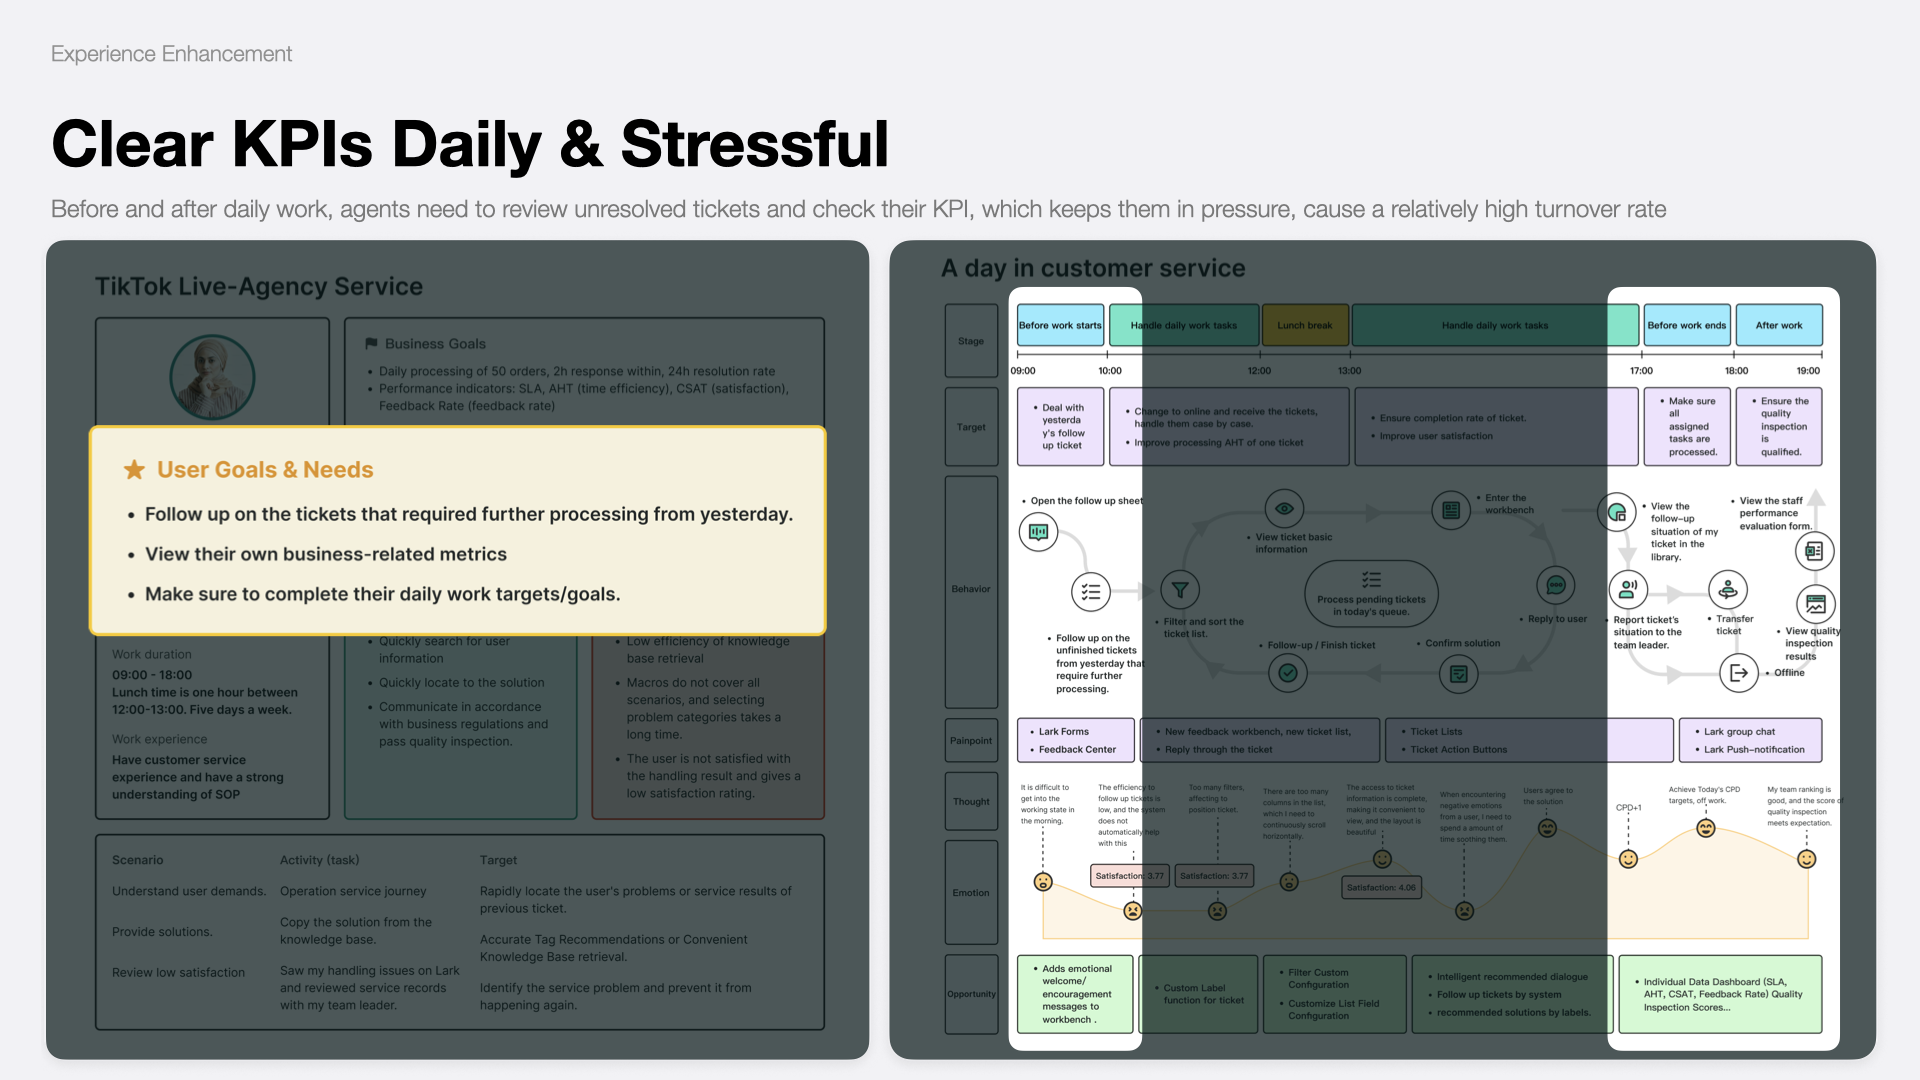 Experience Enhancement
Clear KPIs Daily & Stressful
Before and after daily work, agents need to review unresolved tickets and check their KPI, which keeps them in pressure, cause a relatively high turnover rate
TikTok Live-Agency Service
Business Goals
• Daily processing of 50 orders, 2h response within, 24h resolution rate
• Performance indicators: SLA, AHT (time efficiency), CSAT (satisfaction),
Feedback Rate (feedback rate)
User Goals & Needs
• Follow up on the tickets that required further processing from yesterday.
• View their own business-related metrics
• Make sure to complete their daily work targets/goals.
Work duration
09:00 - 18:00
Lunch time is one hour between
12:00-13:00. Five days a week.
Work experience
Have customer service
experience and have a strong
understanding of SOP
• Quickly search for user
information
• Quickly locate to the solution
• Communicate in accordance
with business regulations and
pass quality inspection.
• Low efficiency of knowledge
base retrieval
• Macros do not cover all
scenarios, and selecting
problem categories takes a
long time.
• The user is not satisfied with
the handling result and gives a
low satisfaction rating.
Scenario
Activity (task)
Target
Understand user demands.
Operation service journey
Rapidly locate the user's problems or service results of
previous ticket.
Provide solutions.
Copy the solution from the
knowledge base.
Accurate Tag Recommendations or Convenient
Knowledge Base retrieval.
Review low satisfaction
Saw my handling issues on Lark
and reviewed service records
with my team leader.
Identify the service problem and prevent it from
happening again.
A day in customer service
Stage
Before work starts
Handle daily work tasks
Lunch break
Handle daily work tasks
Before work ends
After work
09:00
10:00
12:00
13:00
17:00
18:00
19:00
Target
• Deal with
yesterda
y's follow
up ticket
• Change to online and receive the tickets,
handle them case by case.
• Improve processing AHT of one ticket
• Ensure completion rate of ticket.
• Improve user satisfaction
• Make sure
all
assigned
tasks are
processed.
• Ensure the
quality
inspection
is
qualified.
Behavior
• Open the follow up sheet
• Follow up on the
unfinished tickets
from yesterday that
require further
processing.
• Filter and sort the
ticket list.
• View ticket basic
information
• Enter the
workbench
Process pending tickets
in today's queue.
• Reply to user
• Confirm solution
• Follow-up / Finish ticket
• View the
follow-up
situation of my
ticket in the
library.
• Report ticket's
situation to the
team leader.
• Transfer
ticket
• Offline
• View quality
inspection
results
• View the staff
performance
evaluation form.
Painpoint
• Lark Forms
• Feedback Center
• New feedback workbench, new ticket list,
• Reply through the ticket
• Ticket Lists
• Ticket Action Buttons
• Lark group chat
• Lark Push-notification
Thought
It is difficult to
get into the
working state in
the morning.
The efficiency to
follow up tickets is
low, and the system
does not
automatically help
with this
Too many filters,
affecting to
position ticket.
There are too many
columns in the list,
which I need to
continuously scroll
horizontally.
The access to ticket
information is complete,
making it convenient to
view, and the layout is
beautiful
When encountering
negative emotions
from a user, I need to
spend a amount of
time soothing them.
Users agree to
the solution
CPD+1
Achieve Today's CPD
targets, off work.
My team ranking is
good, and the score of
quality inspection
meets expectation.
Emotion
Satisfaction: 3.77
Satisfaction: 3.77
Satisfaction: 4.06
Opportunity
• Adds emotional
welcome/
encouragement
messages to
workbench .
• Custom Label
function for ticket
• Filter Custom
Configuration
• Customize List Field
Configuration
• Intelligent recommended dialogue
• Follow up tickets by system
• recommended solutions by labels.
• Individual Data Dashboard (SLA,
AHT, CSAT, Feedback Rate) Quality
Inspection Scores...